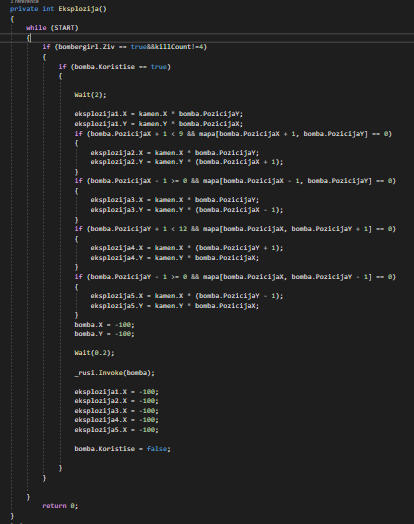 1 reference
private int Eksplozija()
{
while (START)
{
if (bombergirl.Ziv == true&&killCount!=4)
{
if (bomba.Koristise == true)
{
Wait(2);
eksplozija1.X = kamen.X * bomba.PozicijaY;
eksplozija1.Y = kamen.Y * bomba.PozicijaX;
if (bomba.PozicijaX + 1 < 9 && mapa[bomba.PozicijaX + 1, bomba.PozicijaY] == 0)
{
eksplozija2.X = kamen.X * bomba.PozicijaY;
eksplozija2.Y = kamen.Y * (bomba.PozicijaX + 1);
}
if (bomba.PozicijaX - 1 >= 0 && mapa[bomba.PozicijaX - 1, bomba.PozicijaY] == 0)
{
eksplozija3.X = kamen.X * bomba.PozicijaY;
eksplozija3.Y = kamen.Y * (bomba.PozicijaX - 1);
}
if (bomba.PozicijaY + 1 < 12 && mapa[bomba.PozicijaX, bomba.PozicijaY + 1] == 0)
{
eksplozija4.X = kamen.X * (bomba.PozicijaY + 1);
eksplozija4.Y = kamen.Y * bomba.PozicijaX;
}
if (bomba.PozicijaY - 1 >= 0 && mapa[bomba.PozicijaX, bomba.PozicijaY - 1] == 0)
{
eksplozija5.X = kamen.X * (bomba.PozicijaY - 1);
eksplozija5.Y = kamen.Y * bomba.PozicijaX;
}
bomba.X = -100;
bomba.Y = -100;
Wait(0.2);
_rusi.Invoke(bomba);
eksplozija1.X = -100;
eksplozija2.X = -100;
eksplozija3.X = -100;
eksplozija4.X = -100;
eksplozija5.X = -100;
bomba.Koristise = false;
}
}
}
return 0;
}